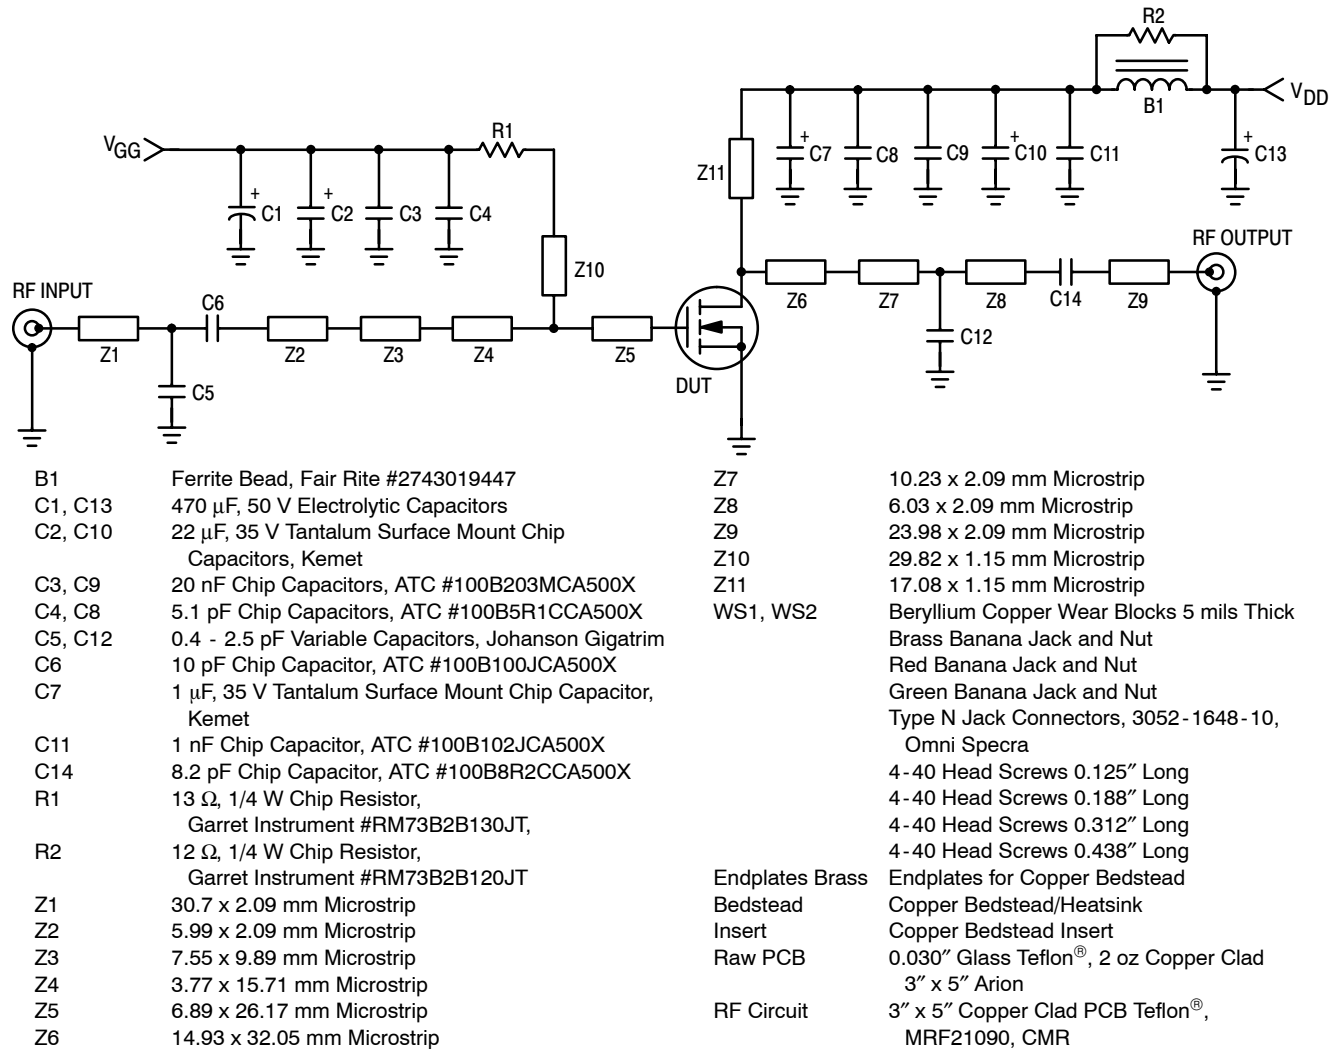 R2
B1
VDD
VGG
R1
+
C1
+
C2
C3
C4
Z11
+
C7
C8
C9
+
C10
C11
+
C13
Z10
RF INPUT
C6
Z1
C5
Z2
Z3
Z4
Z5
DUT
Z6
Z7
C12
Z8
C14
Z9
RF OUTPUT
B1 Ferrite Bead, Fair Rite #2743019447
C1, C13 470 μF, 50 V Electrolytic Capacitors
C2, C10 22 μF, 35 V Tantalum Surface Mount Chip
Capacitors, Kemet
C3, C9 20 nF Chip Capacitors, ATC #100B203MCA500X
C4, C8 5.1 pF Chip Capacitors, ATC #100B5R1CCA500X
C5, C12 0.4 - 2.5 pF Variable Capacitors, Johanson Gigatrim
C6 10 pF Chip Capacitor, ATC #100B100JCA500X
C7 1 μF, 35 V Tantalum Surface Mount Chip Capacitor,
Kemet
C11 1 nF Chip Capacitor, ATC #100B102JCA500X
C14 8.2 pF Chip Capacitor, ATC #100B8R2CCA500X
R1 13 Ω, 1/4 W Chip Resistor,
Garret Instrument #RM73B2B130JT,
R2 12 Ω, 1/4 W Chip Resistor,
Garret Instrument #RM73B2B120JT
Z1 30.7 x 2.09 mm Microstrip
Z2 5.99 x 2.09 mm Microstrip
Z3 7.55 x 9.89 mm Microstrip
Z4 3.77 x 15.71 mm Microstrip
Z5 6.89 x 26.17 mm Microstrip
Z6 14.93 x 32.05 mm Microstrip
Z7 10.23 x 2.09 mm Microstrip
Z8 6.03 x 2.09 mm Microstrip
Z9 23.98 x 2.09 mm Microstrip
Z10 29.82 x 1.15 mm Microstrip
Z11 17.08 x 1.15 mm Microstrip
WS1, WS2 Beryllium Copper Wear Blocks 5 mils Thick
Brass Banana Jack and Nut
Red Banana Jack and Nut
Green Banana Jack and Nut
Type N Jack Connectors, 3052-1648-10,
Omni Specra
4-40 Head Screws 0.125″ Long
4-40 Head Screws 0.188″ Long
4-40 Head Screws 0.312″ Long
4-40 Head Screws 0.438″ Long
Endplates Brass Endplates for Copper Bedstead
Bedstead Copper Bedstead/Heatsink
Insert Copper Bedstead Insert
Raw PCB 0.030″ Glass Teflon®, 2 oz Copper Clad
3″ x 5″ Arion
RF Circuit 3″ x 5″ Copper Clad PCB Teflon®,
MRF21090, CMR